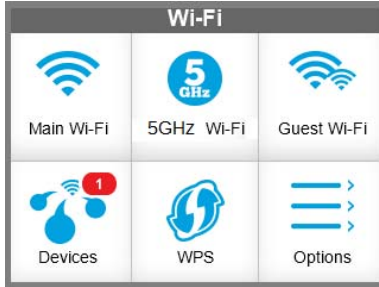 Wi-Fi
5
GHz
Main Wi-Fi
5GHz Wi-Fi
Guest Wi-Fi
1
Devices
WPS
Options